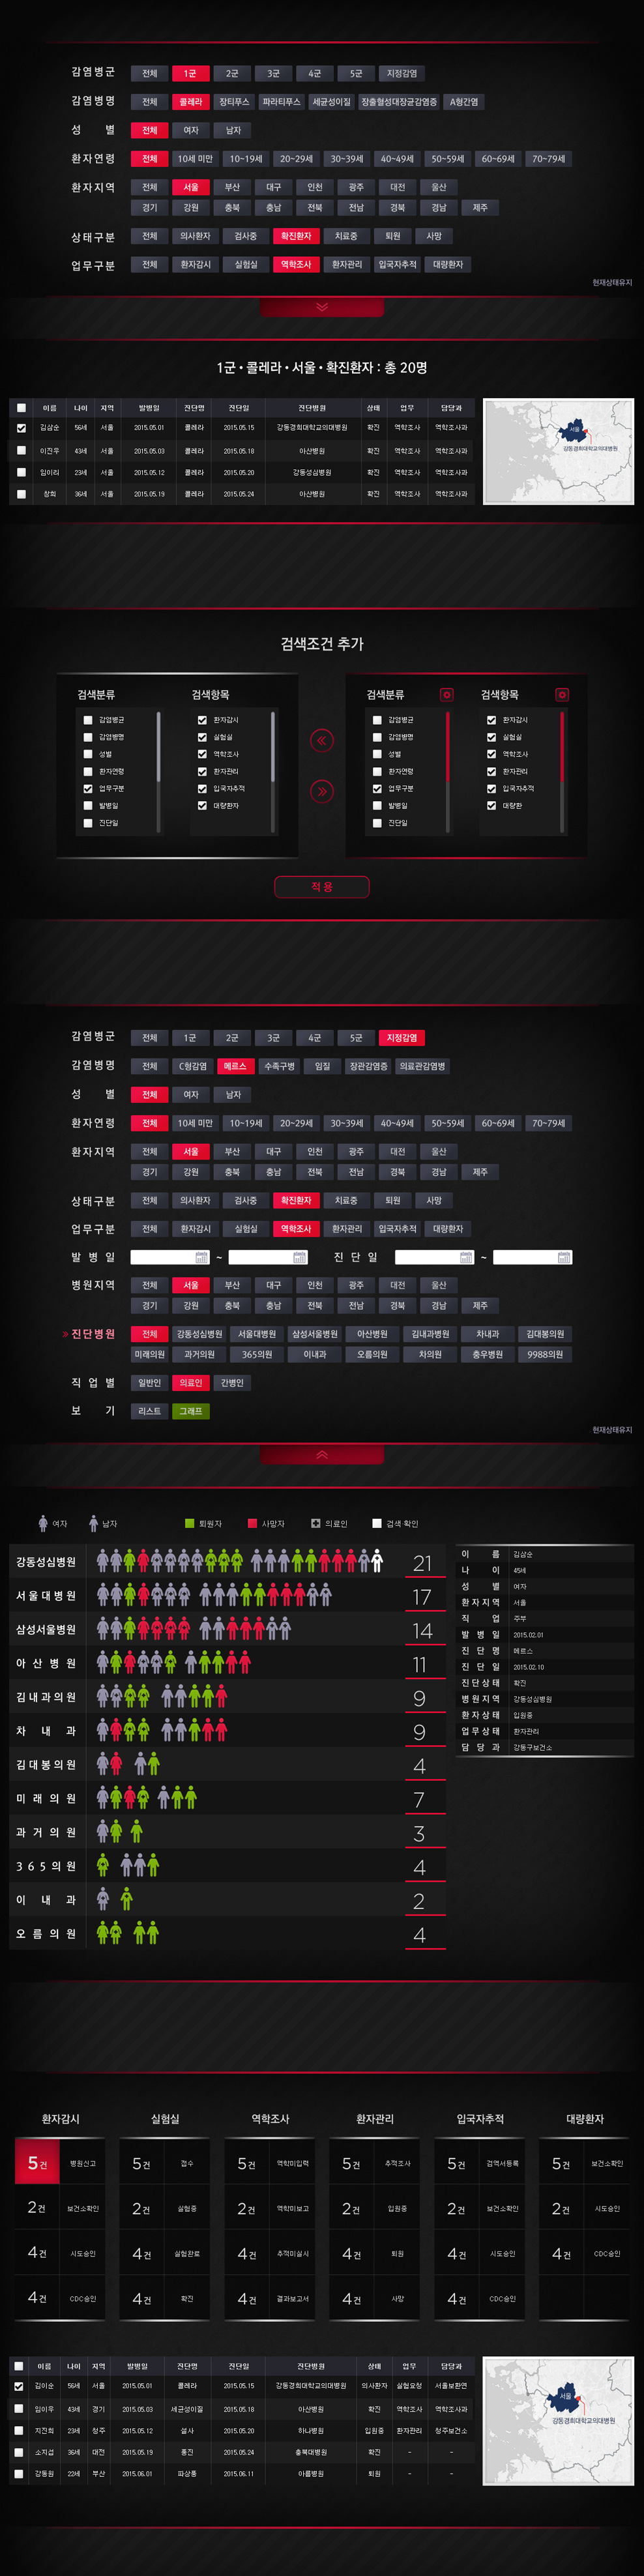 감염병군 전체 1군 2군 3군 4군 5군 지정감염
감염병명 전체 콜레라 장티푸스 파라티푸스 세균성이질 장출혈성대장균감염증 A형간염
성 별 전체 여자 남자
환자연령 전체 10세 미만 10~19세 20~29세 30~39세 40~49세 50~59세 60~69세 70~79세
환자지역 전체 서울 부산 대구 인천 광주 대전 울산
경기 강원 충북 충남 전북 전남 경북 경남 제주
상태구분 전체 의사환자 검사중 확진환자 치료중 퇴원 사망
업무구분 전체 환자감시 실험실 역학조사 환자관리 입국자추적 대량환자
현재상태유지
1군 • 콜레라 • 서울 • 확진환자 : 총 20명
이름 나이 지역 발병일 진단명 진단일 진단병원 상태 업무 담당과
김삼순 56세 서울 2015.05.01 콜레라 2015.05.15 강동경희대학교의대병원 확진 역학조사 역학조사과
이진우 43세 서울 2015.05.03 콜레라 2015.05.18 아산병원 확진 역학조사 역학조사과
임이리 23세 서울 2015.05.12 콜레라 2015.05.20 강동성심병원 확진 역학조사 역학조사과
장희 36세 서울 2015.05.19 콜레라 2015.05.24 아산병원 확진 역학조사 역학조사과
서울
강동경희대학교의대병원
검색조건 추가
검색분류 검색항목 검색분류 검색항목
감염병균 환자감시 감염병균 환자감시
감염병명 실험실 감염병명 실험실
성별 역학조사 성별 역학조사
환자연령 환자관리 환자연령 환자관리
업무구분 입국자추적 업무구분 입국자추적
발병일 대량환자 발병일 대량환
진단일 진단일
적 용
감염병군 전체 1군 2군 3군 4군 5군 지정감염
감염병명 전체 C형감염 메르스 수족구병 임질 장관감염증 의료관감염병
성 별 전체 여자 남자
환자연령 전체 10세 미만 10~19세 20~29세 30~39세 40~49세 50~59세 60~69세 70~79세
환자지역 전체 서울 부산 대구 인천 광주 대전 울산
경기 강원 충북 충남 전북 전남 경북 경남 제주
상태구분 전체 의사환자 검사중 확진환자 치료중 퇴원 사망
업무구분 전체 환자감시 실험실 역학조사 환자관리 입국자추적 대량환자
발 병 일 ~ 진 단 일 ~
병원지역 전체 서울 부산 대구 인천 광주 대전 울산
경기 강원 충북 충남 전북 전남 경북 경남 제주
진단병원 전체 강동성심병원 서울대병원 삼성서울병원 아산병원 김내과병원 차내과 김대봉의원
미래의원 과거의원 365의원 이내과 오름의원 차의원 충우병원 9988의원
직 업 별 일반인 의료인 간병인
보 기 리스트 그래프
현재상태유지
여자 남자 퇴원자 사망자 의료인 검색·확인
강동성심병원 21
서울대병원 17
삼성서울병원 14
아산병원 11
김내과의원 9
차내과 9
김대봉의원 4
미래의원 7
과거의원 3
365의원 4
이내과 2
오름의원 4
이 름 김삼순
나 이 45세
성 별 여자
환자지역 서울
직 업 주부
발 병 일 2015.02.01
진 단 명 메르스
진 단 일 2015.02.10
진단상태 확진
병원지역 강동성심병원
환자상태 입원중
업무상태 환자관리
담 당 과 강동구보건소
환자감시 실험실 역학조사 환자관리 입국자추적 대량환자
5건 병원신고 5건 접수 5건 역학미입력 5건 추적조사 5건 검역서등록 5건 보건소확인
2건 보건소확인 2건 실험중 2건 역학미보고 2건 입원중 2건 보건소확인 2건 시도승인
4건 시도승인 4건 실험완료 4건 추적미실시 4건 퇴원 4건 시도승인 4건 CDC승인
4건 CDC승인 4건 확진 4건 결과보고서 4건 사망 4건 CDC승인
이름 나이 지역 발병일 진단명 진단일 진단병원 상태 업무 담당과
김이순 56세 서울 2015.05.01 콜레라 2015.05.15 강동경희대학교의대병원 의사환자 실험요청 서울보환연
임이우 43세 경기 2015.05.03 세균성이질 2015.05.18 아산병원 확진 역학조사 역학조사과
지진희 23세 청주 2015.05.12 설사 2015.05.20 하나병원 입원중 환자관리 청주보건소
소지섭 36세 대전 2015.05.19 홍진 2015.05.24 충북대병원 확진 - -
강동원 22세 부산 2015.06.01 파상풍 2015.06.11 아름병원 퇴원 - -
서울
강동경희대학교의대병원